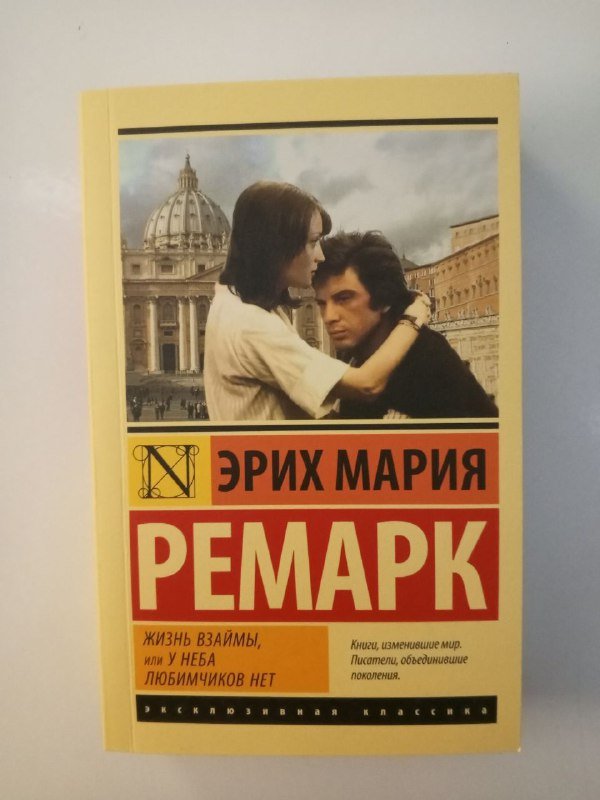 N ЭРИХ МАРИЯ
РЕМАРК
ЖИЗНЬ ВЗАЙМЫ,
ИЛИ У НЕБА
ЛЮБИМЧИКОВ НЕТ
Книги, изменившие мир.
Писатели, объединившие
поколения.
эксклюзивная классика